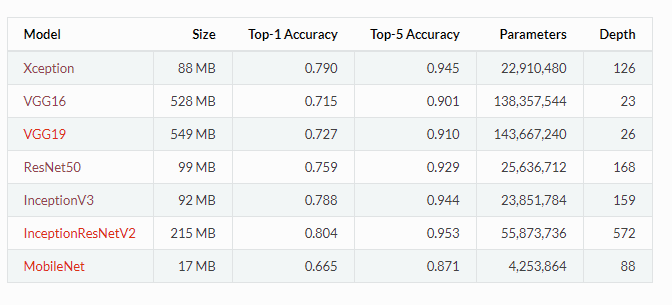 Model Size Top-1 Accuracy Top-5 Accuracy Parameters Depth
Xception 88 MB 0.790 0.945 22,910,480 126
VGG16 528 MB 0.715 0.901 138,357,544 23
VGG19 549 MB 0.727 0.910 143,667,240 26
ResNet50 99 MB 0.759 0.929 25,636,712 168
InceptionV3 92 MB 0.788 0.944 23,851,784 159
InceptionResNetV2 215 MB 0.804 0.953 55,873,736 572
MobileNet 17 MB 0.665 0.871 4,253,864 88